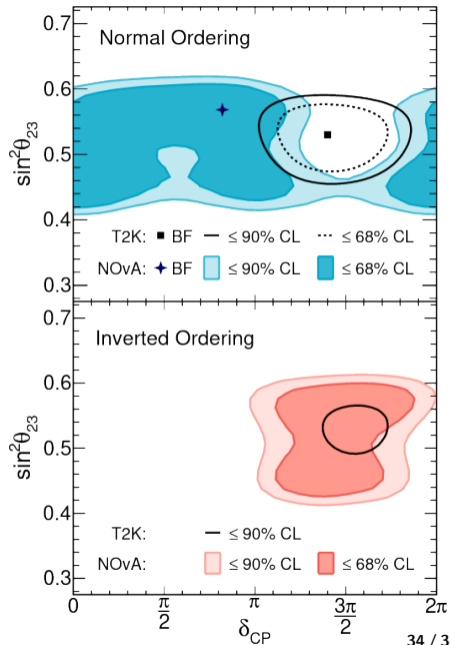 0.7
Normal Ordering
0.6
0.5
sin²θ₂₃
0.4
T2K: BF ≤ 90% CL ≤ 68% CL
NOvA: BF ≤ 90% CL ≤ 68% CL
0.3
0.7
Inverted Ordering
0.6
0.5
sin²θ₂₃
0.4
T2K: ≤ 90% CL
NOvA: ≤ 90% CL ≤ 68% CL
0.3
0 π/2 π 3π/2 2π
δCP
34 / 3